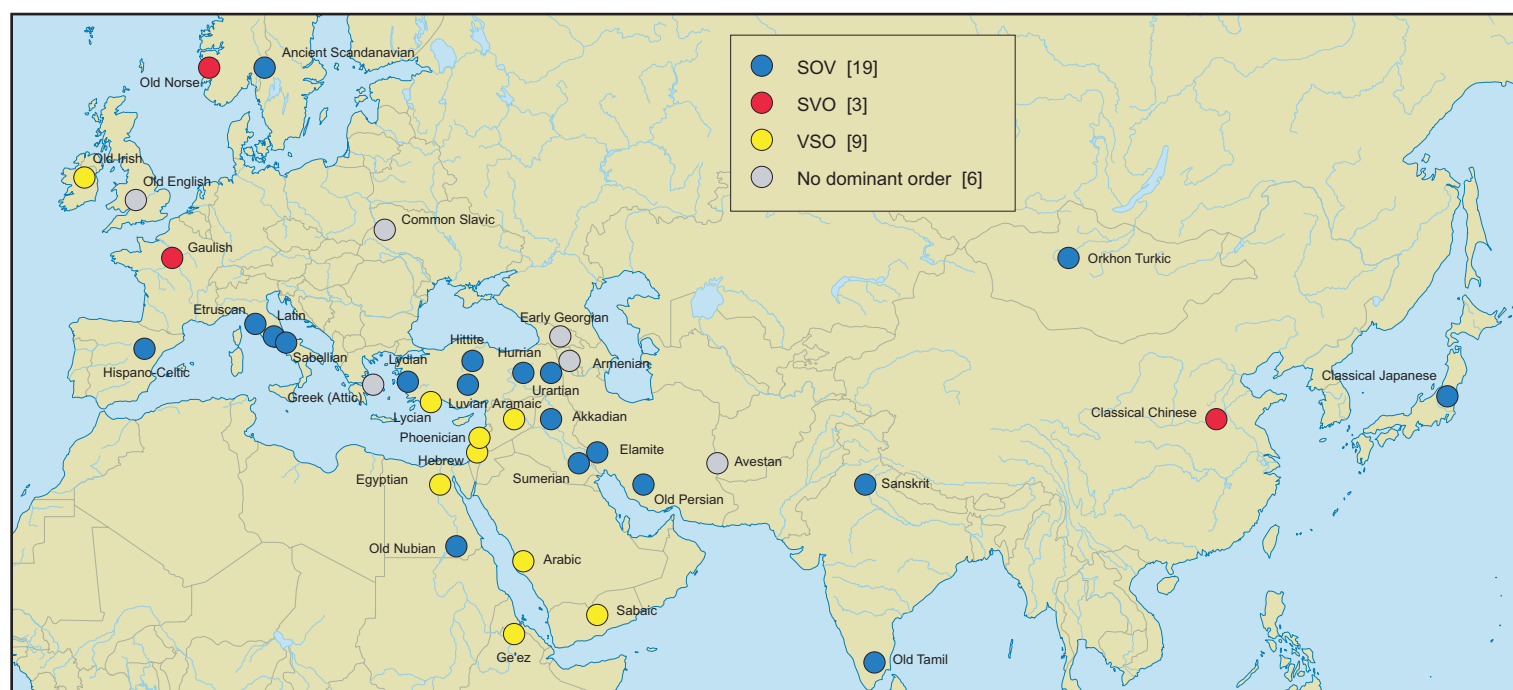 Ancient Scandanavian
Old Norse
SOV [19]
SVO [3]
VSO [9]
No dominant order [6]
Old Irish
Old English
Common Slavic
Gaulish
Orkhon Turkic
Etruscan
Latin
Sabellian
Hispano-Celtic
Early Georgian
Hittite
Hurrian
Lydian
Armenian
Urartian
Greek (Attic)
Luvian
Aramaic
Lycian
Akkadian
Classical Japanese
Classical Chinese
Phoenician
Hebrew
Elamite
Avestan
Egyptian
Sumerian
Sanskrit
Old Persian
Old Nubian
Arabic
Sabaic
Ge'ez
Old Tamil